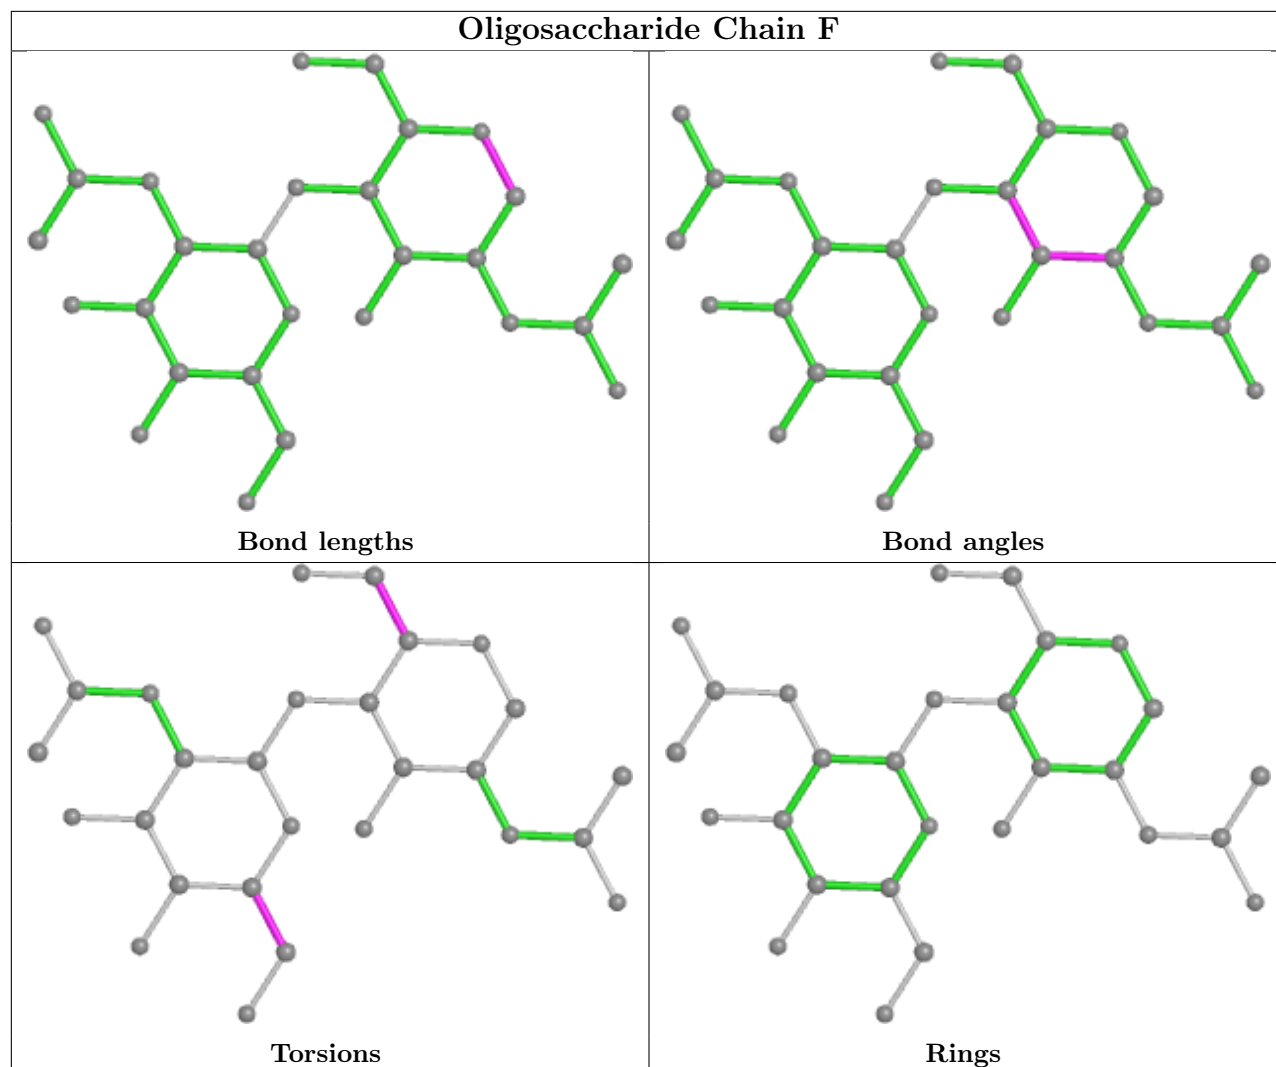 Oligosaccharide Chain F
Bond lengths
Bond angles
Torsions
Rings